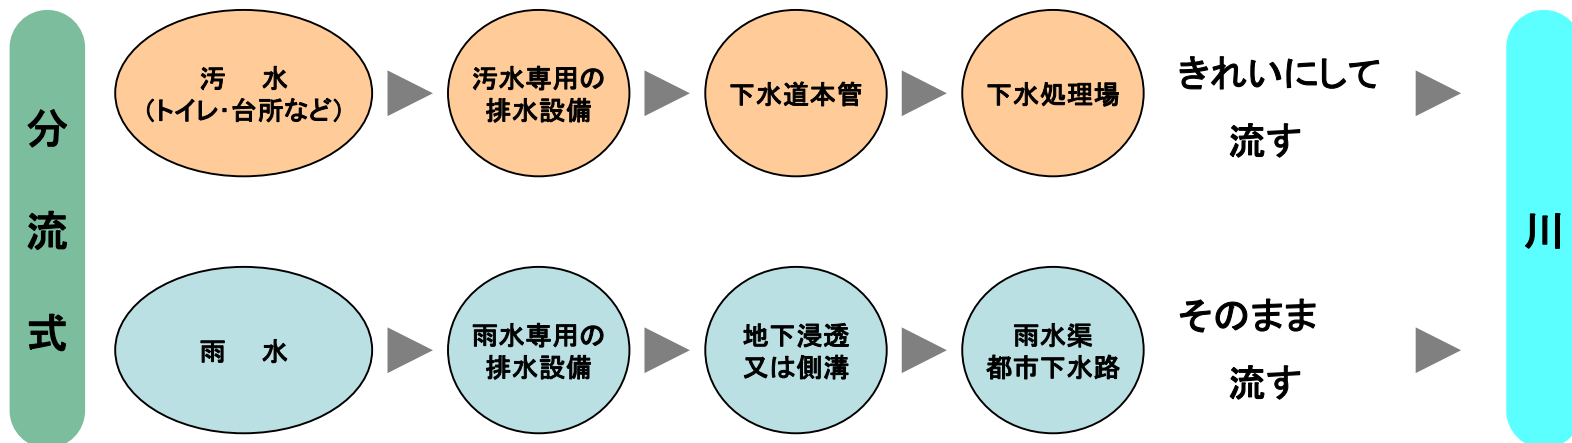 分流式
汚　水
（トイレ・台所など）
汚水専用の
排水設備
下水道本管
下水処理場
きれいにして
流す
雨　水
雨水専用の
排水設備
地下浸透
又は側溝
雨水渠
都市下水路
そのまま
流す
川